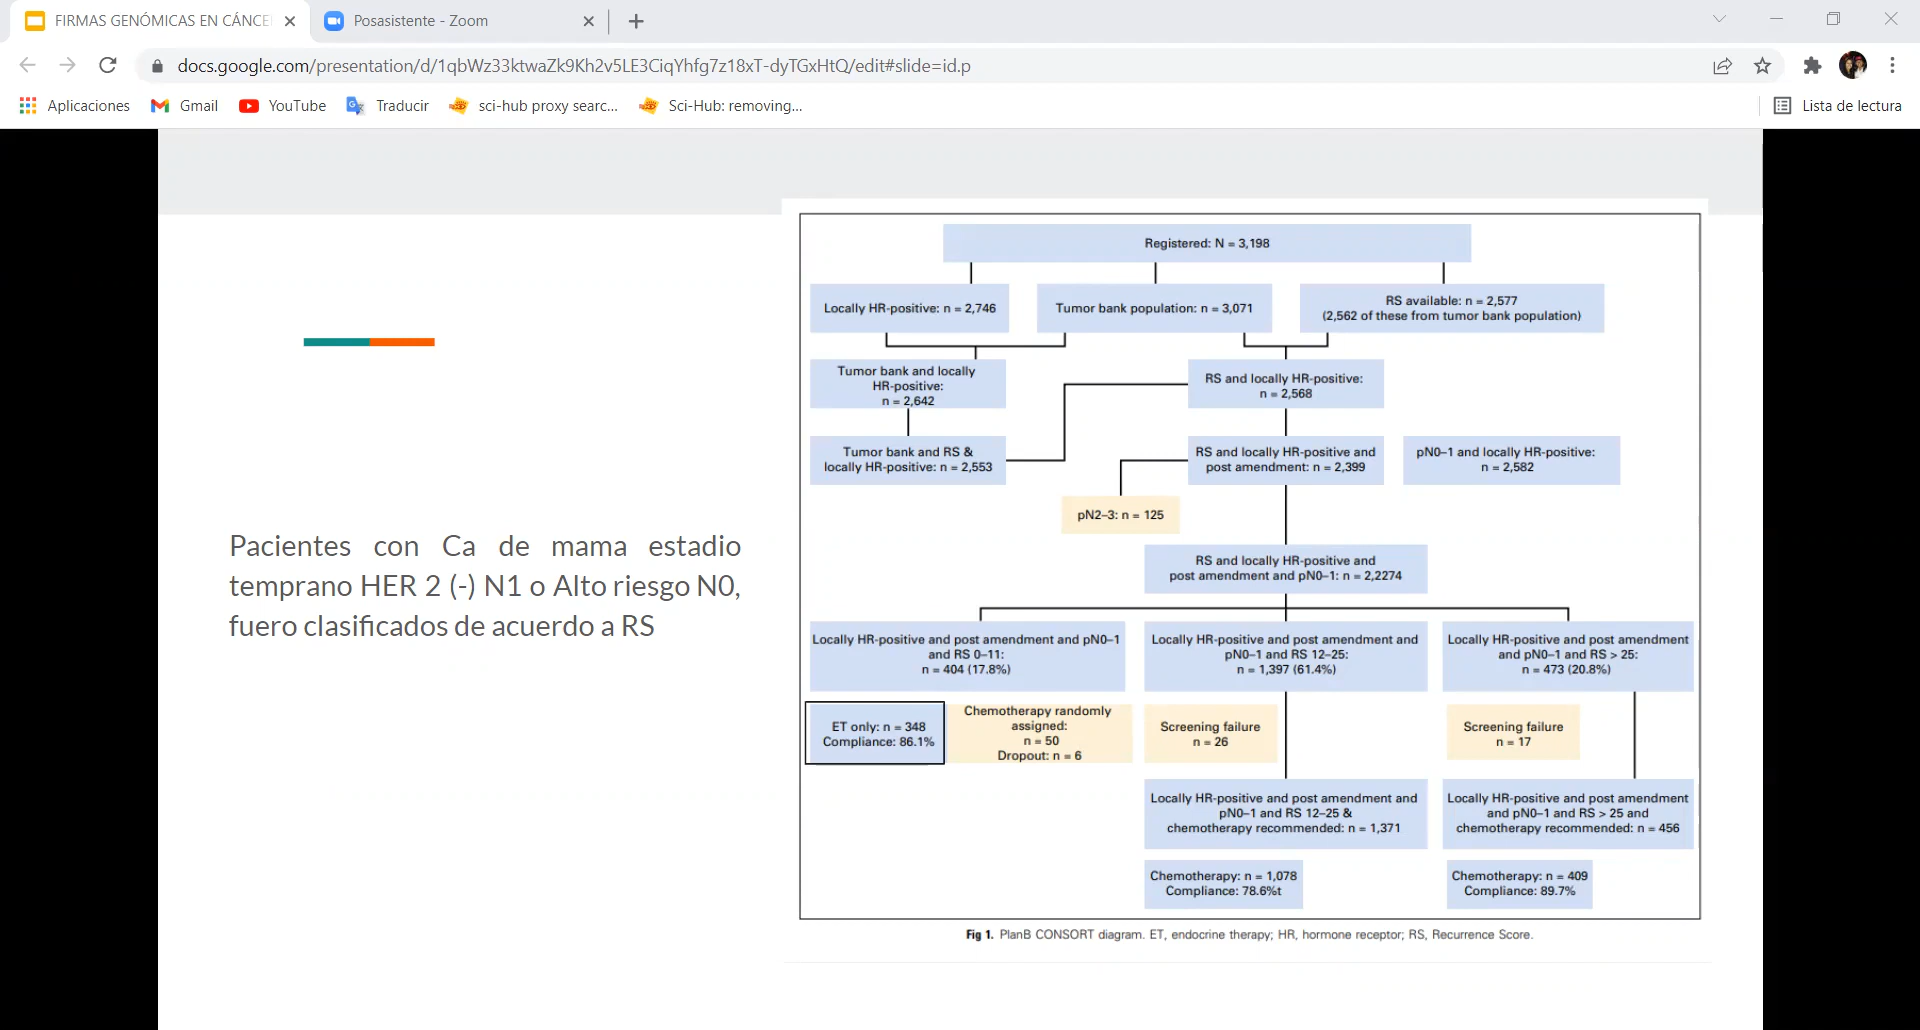 FIRMAS GENÓMICAS EN CÁNCE
Posasistente - Zoom
docs.google.com/presentation/d/1qbWz33ktwaZk9Kh2v5LE3CiqYhfg7z18xT-dyTGxHtQ/edit#slide=id.p
Aplicaciones
Gmail
YouTube
Traducir
sci-hub proxy searc...
Sci-Hub: removing...
Lista de lectura
Pacientes con Ca de mama estadio
temprano HER 2 (-) N1 o Alto riesgo N0,
fuero clasificados de acuerdo a RS
Registered: N = 3,198
Locally HR-positive: n = 2,746
Tumor bank population: n = 3,071
RS available: n = 2,577
(2,562 of these from tumor bank population)
Tumor bank and locally
HR-positive:
n = 2,642
RS and locally HR-positive:
n = 2,568
Tumor bank and RS &
locally HR-positive: n = 2,553
RS and locally HR-positive and
post amendment: n = 2,399
pN0–1 and locally HR-positive:
n = 2,582
pN2–3: n = 125
RS and locally HR-positive and
post amendment and pN0–1: n = 2,2274
Locally HR-positive and post amendment and pN0–1
and RS 0–11:
n = 404 (17.8%)
Locally HR-positive and post amendment and
pN0–1 and RS 12–25:
n = 1,397 (61.4%)
Locally HR-positive and post amendment
and pN0–1 and RS > 25:
n = 473 (20.8%)
ET only: n = 348
Compliance: 86.1%
Chemotherapy randomly
assigned:
n = 50
Dropout: n = 6
Screening failure
n = 26
Screening failure
n = 17
Locally HR-positive and post amendment and
pN0–1 and RS 12–25 &
chemotherapy recommended: n = 1,371
Locally HR-positive and post amendment
and pN0–1 and RS > 25 and
chemotherapy recommended: n = 456
Chemotherapy: n = 1,078
Compliance: 78.6%t
Chemotherapy: n = 409
Compliance: 89.7%
Fig 1. PlanB CONSORT diagram. ET, endocrine therapy; HR, hormone receptor; RS, Recurrence Score.